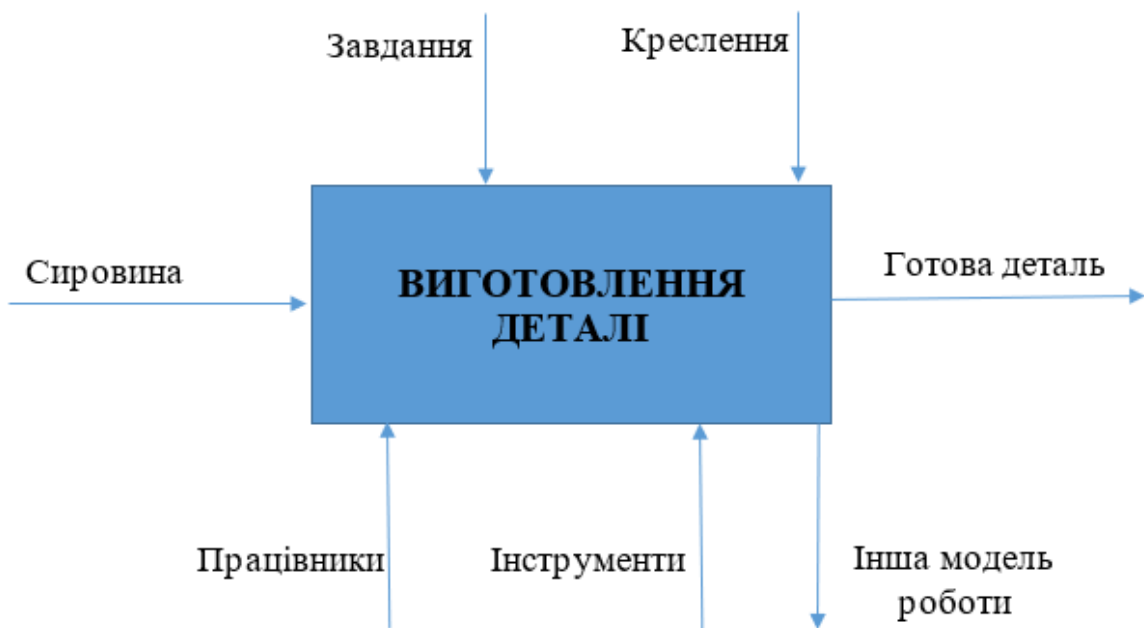 Завдання
Креслення
Сировина
ВИГОТОВЛЕННЯ
ДЕТАЛІ
Готова деталь
Працівники
Інструменти
Інша модель
роботи